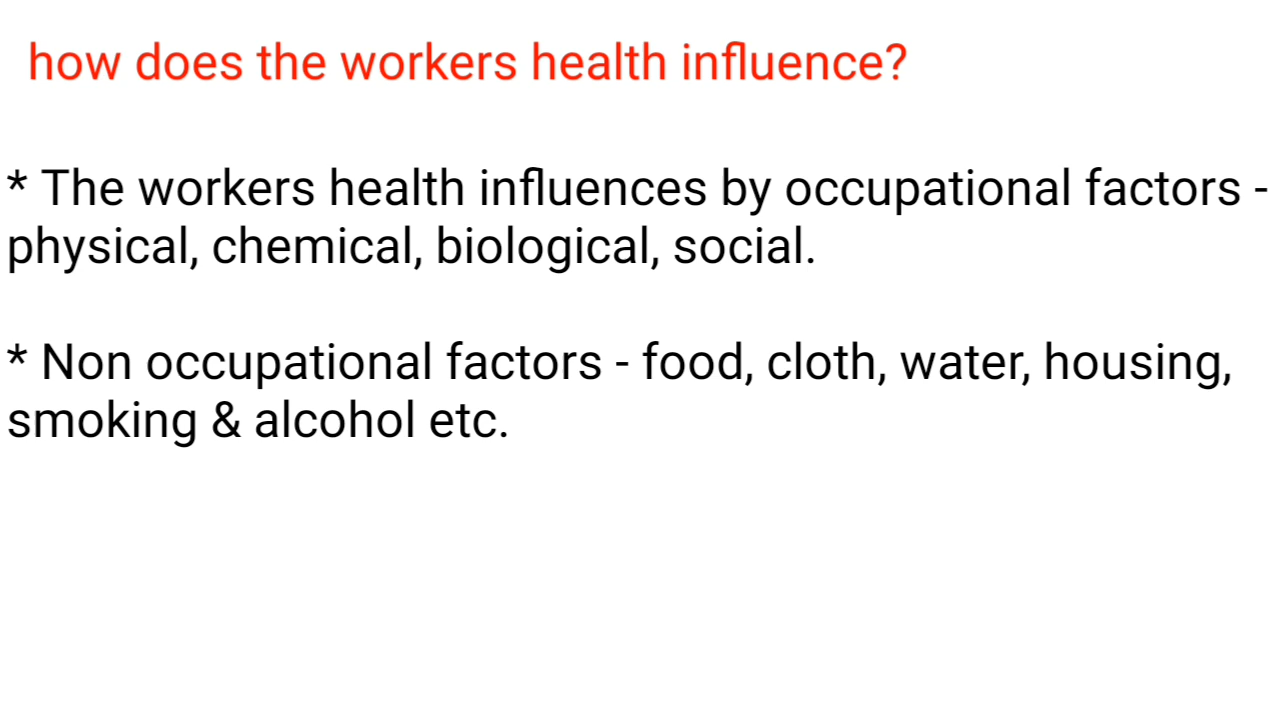 how does the workers health influence?
* The workers health influences by occupational factors -
physical, chemical, biological, social.
* Non occupational factors - food, cloth, water, housing,
smoking & alcohol etc.